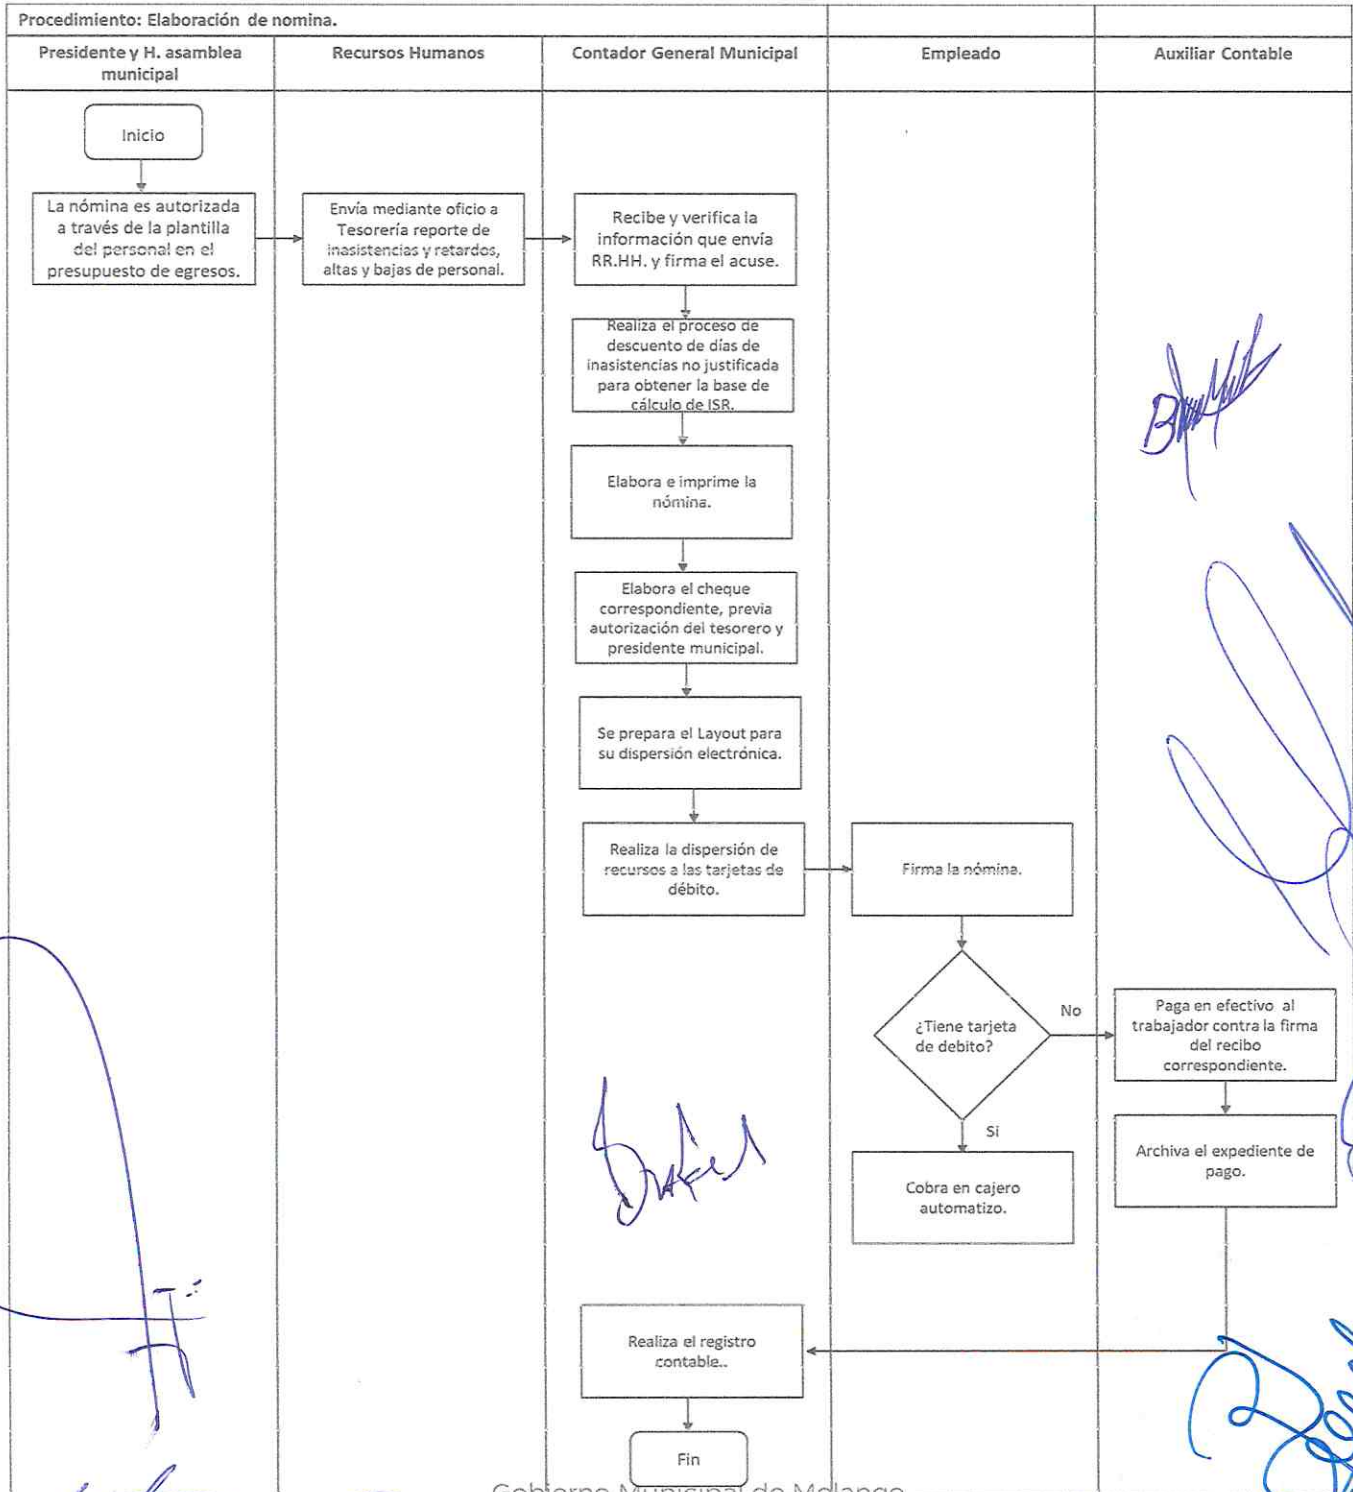 Procedimiento: Elaboración de nomina.
Presidente y H. asamblea
municipal
Recursos Humanos
Contador General Municipal
Empleado
Auxiliar Contable
Inicio
La nómina es autorizada
a través de la plantilla
del personal en el
presupuesto de egresos.
Envía mediante oficio a
Tesorería reporte de
inasistencias y retardos,
altas y bajas de personal.
Recibe y verifica la
información que envía
RR.HH. y firma el acuse.
Realiza el proceso de
descuento de días de
inasistencias no justificada
para obtener la base de
cálculo de ISR.
Elabora e imprime la
nómina.
Elabora el cheque
correspondiente, previa
autorización del tesorero y
presidente municipal.
Se prepara el Layout para
su dispersión electrónica.
Realiza la dispersión de
recursos a las tarjetas de
débito.
Firma la nómina.
¿Tiene tarjeta
de debito?
No
Paga en efectivo al
trabajador contra la firma
del recibo
correspondiente.
Si
Cobra en cajero
automatizo.
Archiva el expediente de
pago.
Realiza el registro
contable..
Fin
Gobierno Municipal de Molango